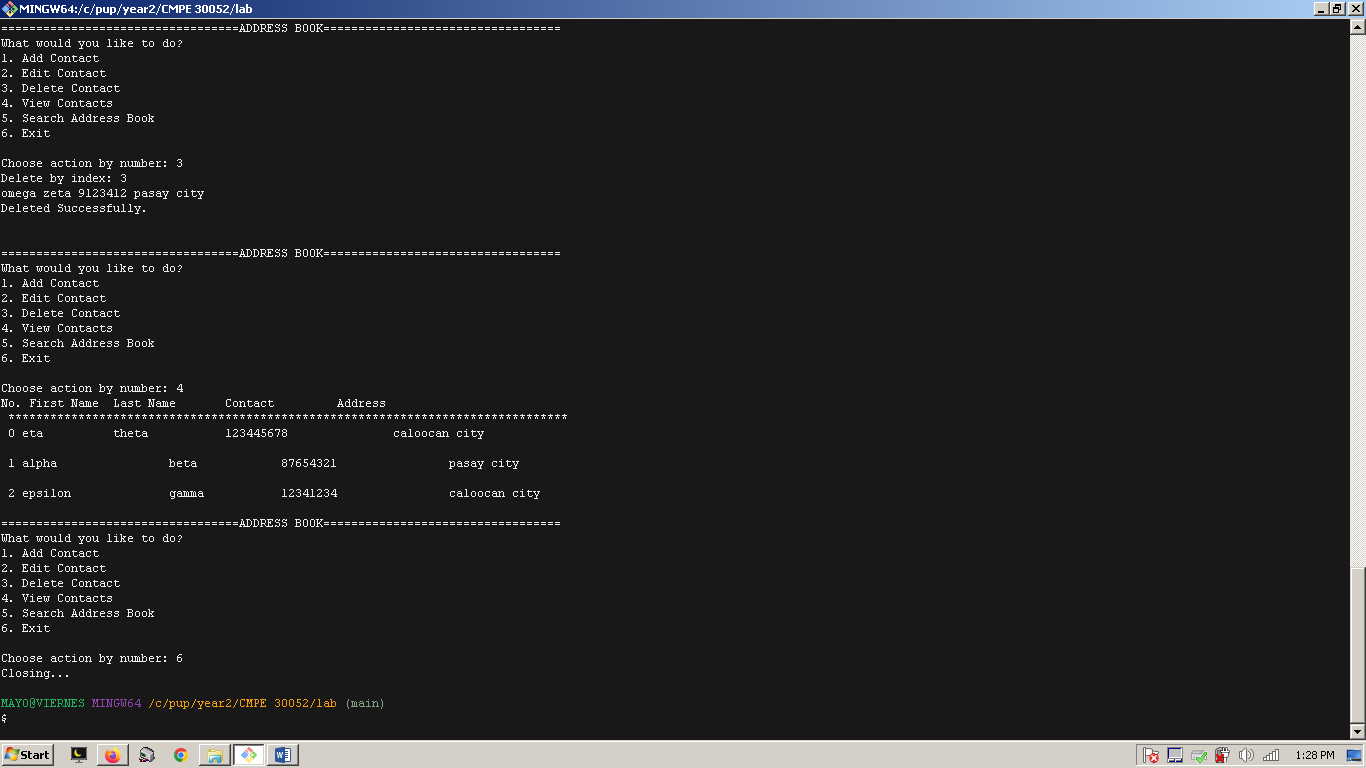 MINGW64:/c/pup/year2/CMPE 30052/lab
==================================ADDRESS BOOK==================================
What would you like to do?
1. Add Contact
2. Edit Contact
3. Delete Contact
4. View Contacts
5. Search Address Book
6. Exit
Choose action by number: 3
Delete by index: 3
omega zeta 9123412 pasay city
Deleted Successfully.
==================================ADDRESS BOOK==================================
What would you like to do?
1. Add Contact
2. Edit Contact
3. Delete Contact
4. View Contacts
5. Search Address Book
6. Exit
Choose action by number: 4
No. First Name  Last Name       Contact         Address
********************************************************************************
0 eta          theta           123445678               caloocan city
1 alpha                beta            87654321                pasay city
2 epsilon              gamma           12341234                caloocan city
==================================ADDRESS BOOK==================================
What would you like to do?
1. Add Contact
2. Edit Contact
3. Delete Contact
4. View Contacts
5. Search Address Book
6. Exit
Choose action by number: 6
Closing...
MAYO@VIERNES MINGW64 /c/pup/year2/CMPE 30052/lab (main)
$
Start
1:28 PM